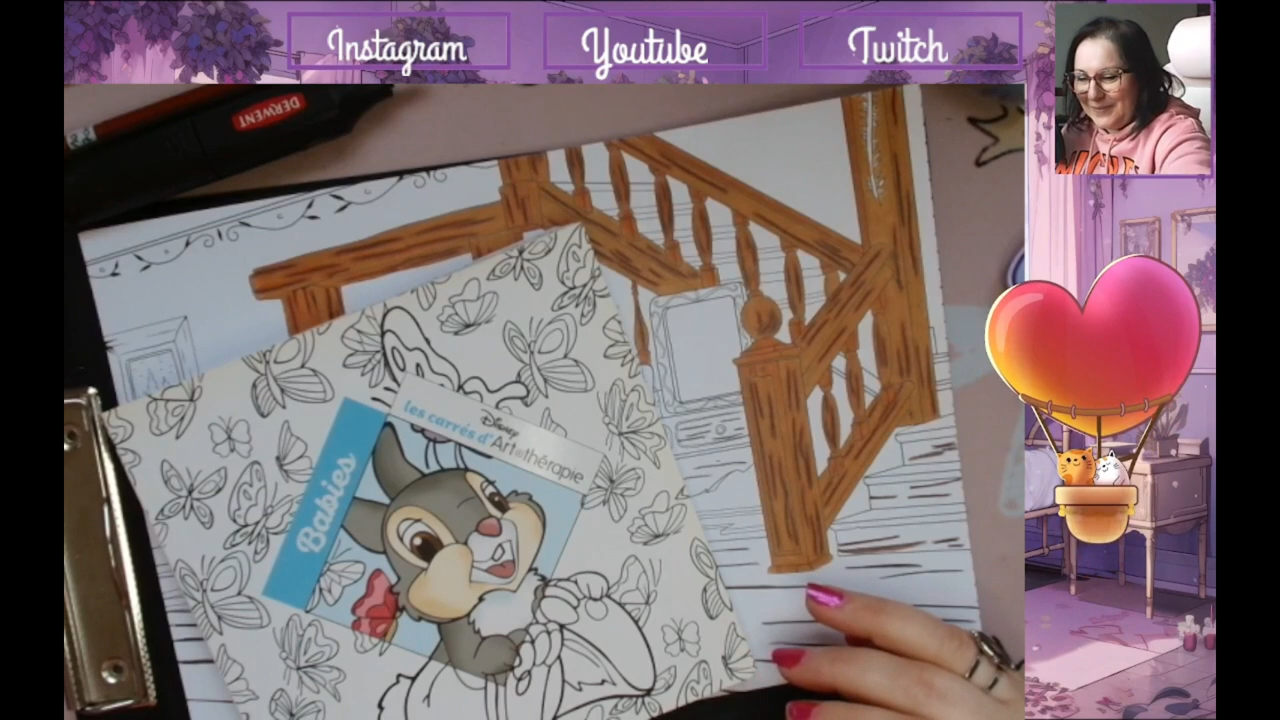 Instagram
Youtube
Twitch
DERWENT
Disney
les carrés d'Art-thérapie
Babies